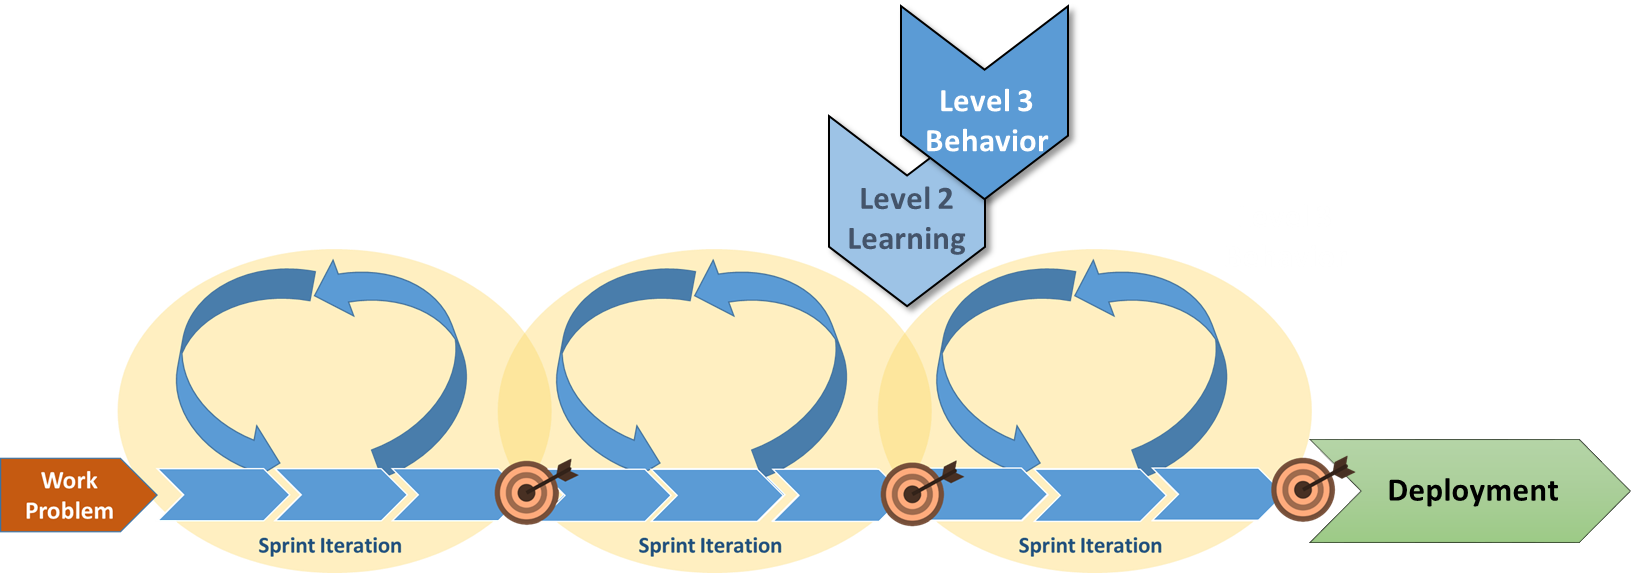 Level 3
Behavior
Level 2
Learning
Work
Problem
Deployment
Sprint Iteration
Sprint Iteration
Sprint Iteration